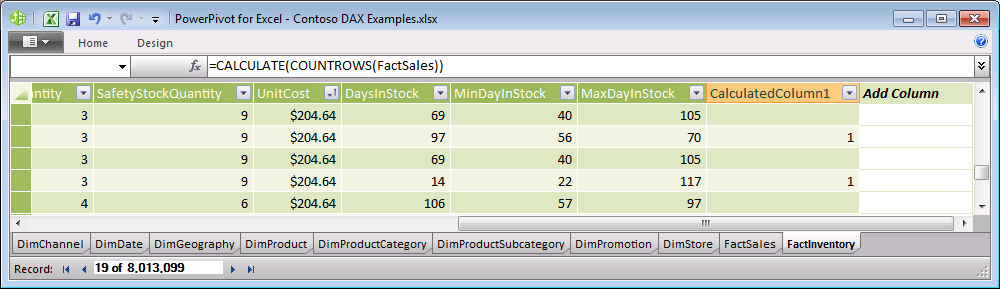 PowerPivot for Excel - Contoso DAX Examples.xlsx
Home Design
fx =CALCULATE(COUNTROWS(FactSales))
ntity SafetyStockQuantity UnitCost DaysInStock MinDayInStock MaxDayInStock CalculatedColumn1 Add Column
3 9 $204.64 69 40 105
3 9 $204.64 97 56 70 1
3 9 $204.64 69 40 105
3 9 $204.64 14 22 117 1
4 6 $204.64 106 57 97
DimChannel DimDate DimGeography DimProduct DimProductCategory DimProductSubcategory DimPromotion DimStore FactSales FactInventory
Record: 19 of 8,013,099